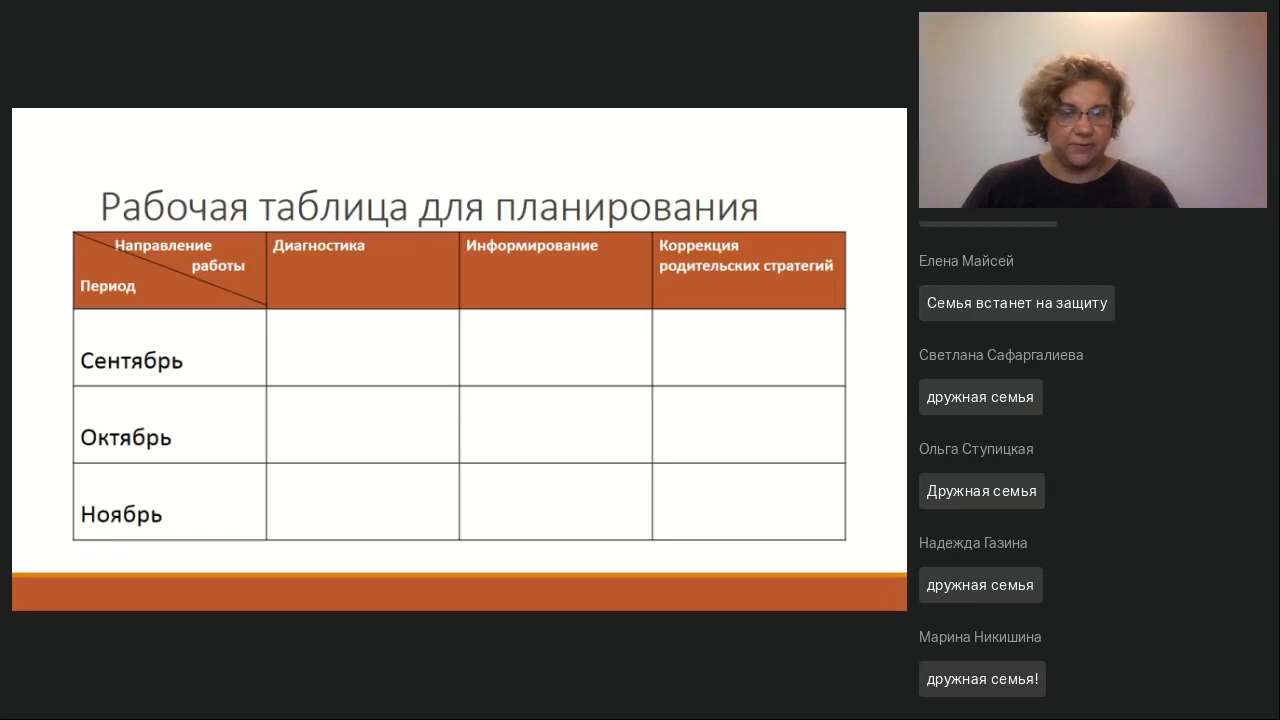 Рабочая таблица для планирования
Направление
работы
Период
Диагностика
Информирование
Коррекция
родительских стратегий
Сентябрь
Октябрь
Ноябрь
Елена Майсей
Семья встанет на защиту
Светлана Сафаргалиева
дружная семья
Ольга Ступицкая
Дружная семья
Надежда Газина
дружная семья
Марина Никишина
дружная семья!